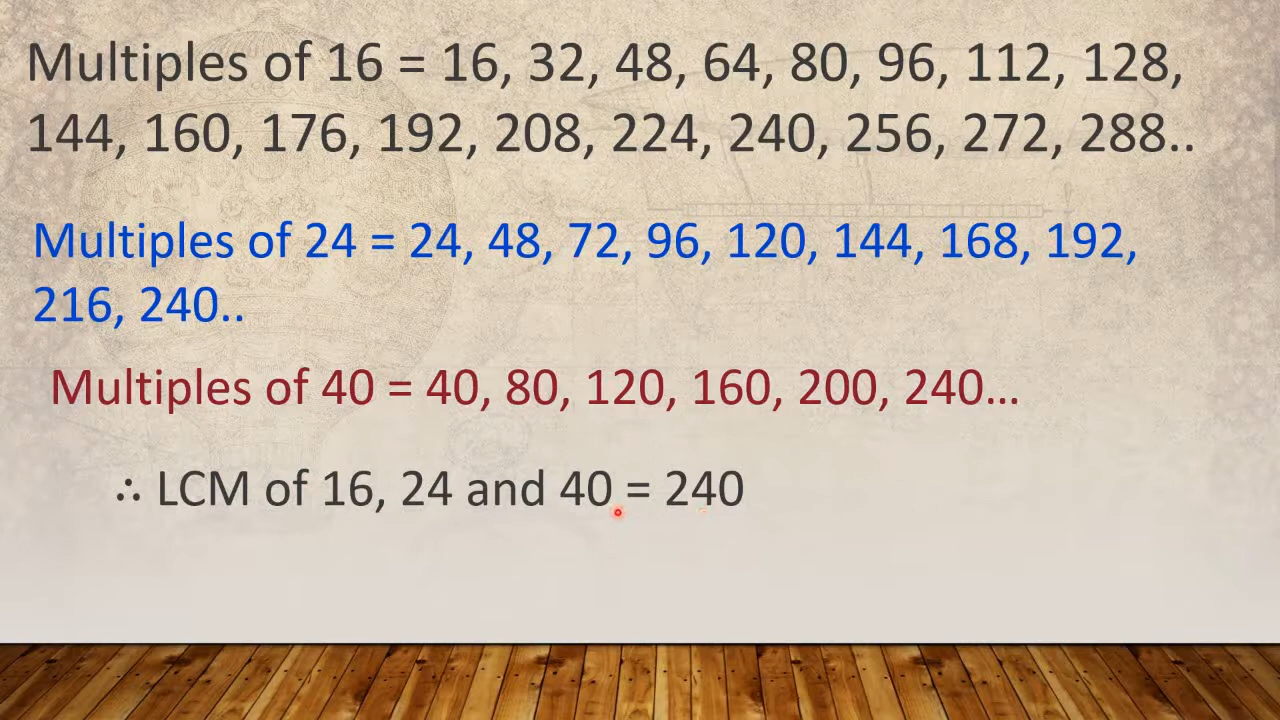 Multiples of 16 = 16, 32, 48, 64, 80, 96, 112, 128,
144, 160, 176, 192, 208, 224, 240, 256, 272, 288..
Multiples of 24 = 24, 48, 72, 96, 120, 144, 168, 192,
216, 240..
Multiples of 40 = 40, 80, 120, 160, 200, 240…
∴ LCM of 16, 24 and 40 = 240